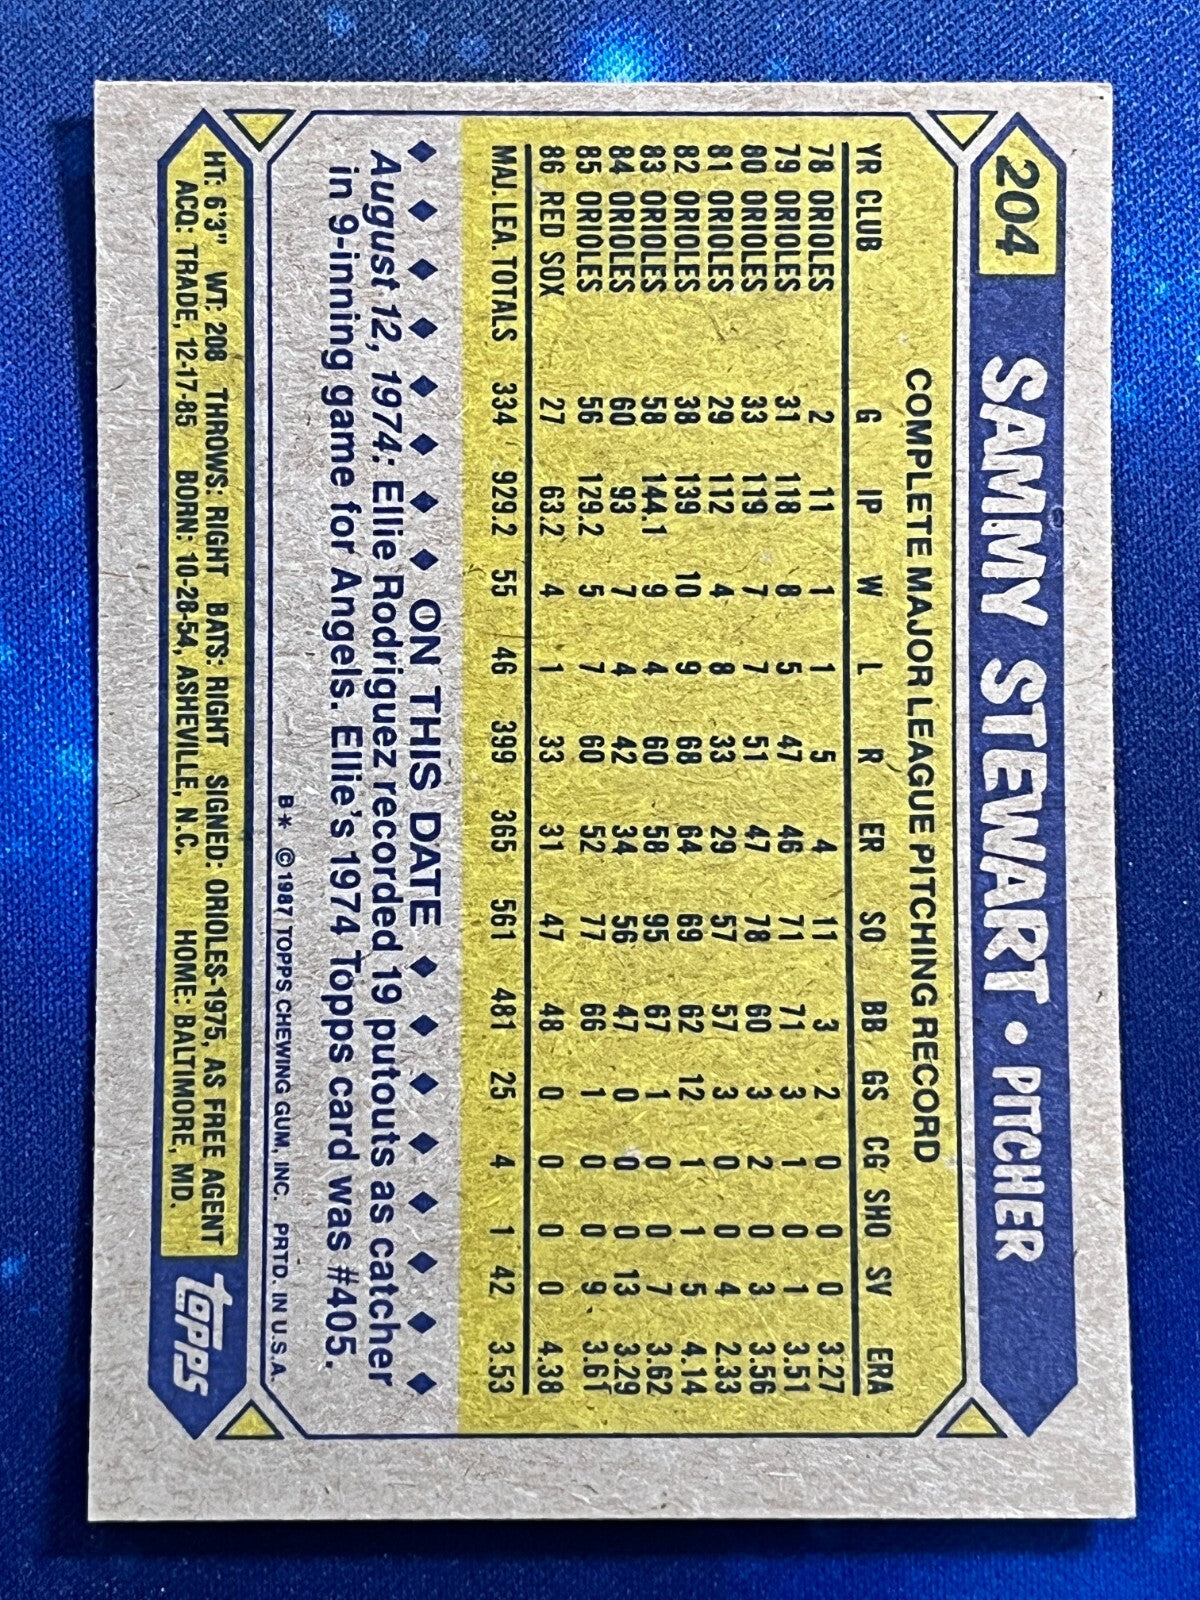 204 SAMMY STEWART • PITCHER
COMPLETE MAJOR LEAGUE PITCHING RECORD
YR CLUB G IP W L R ER SO BB GS CG SHO SV ERA
78 ORIOLES 2 11 1 1 5 4 11 3 2 0 0 0 3.27
79 ORIOLES 31 118 8 5 47 46 71 71 3 1 0 1 3.51
80 ORIOLES 33 119 7 7 51 47 78 60 3 2 0 3 3.56
81 ORIOLES 29 112 4 8 33 29 57 57 3 0 0 4 2.33
82 ORIOLES 38 139 10 9 68 64 69 62 12 1 1 5 4.14
83 ORIOLES 58 144.1 9 4 60 58 95 67 1 0 0 7 3.62
84 ORIOLES 60 93 7 4 42 34 56 47 0 0 0 13 3.29
85 ORIOLES 56 129.2 5 7 60 52 77 66 1 0 0 9 3.61
86 RED SOX 27 63.2 4 1 33 31 47 48 0 0 0 0 4.38
MAJ. LEA. TOTALS 334 929.2 55 46 399 365 561 481 25 4 1 42 3.53
ON THIS DATE
August 12, 1974: Ellie Rodriguez recorded 19 putouts as catcher
in 9-inning game for Angels. Ellie's 1974 Topps card was #405.
B* © 1987 TOPPS CHEWING GUM, INC. PRTD. IN U.S.A.
HT: 6'3" WT: 208 THROWS: RIGHT BATS: RIGHT SIGNED: ORIOLES-1975, AS FREE AGENT
ACQ: TRADE, 12-17-85 BORN: 10-28-54, ASHEVILLE, N.C. HOME: BALTIMORE, MD.
topps